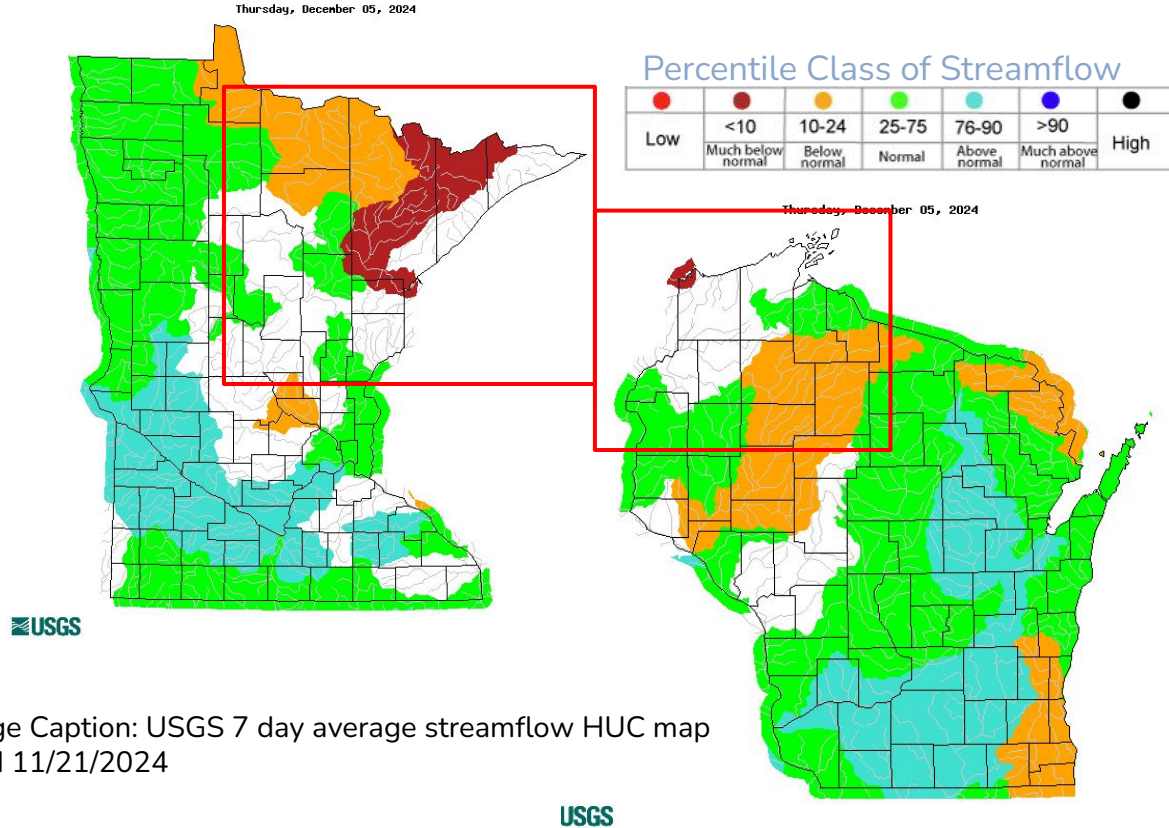 Thursday, December 05, 2024
Percentile Class of Streamflow
Low
<10
10-24
25-75
76-90
>90
High
Much below
normal
Below
normal
Normal
Above
normal
Much above
normal
Thursday, December 05, 2024
USGS
ge Caption: USGS 7 day average streamflow HUC map
11/21/2024
USGS